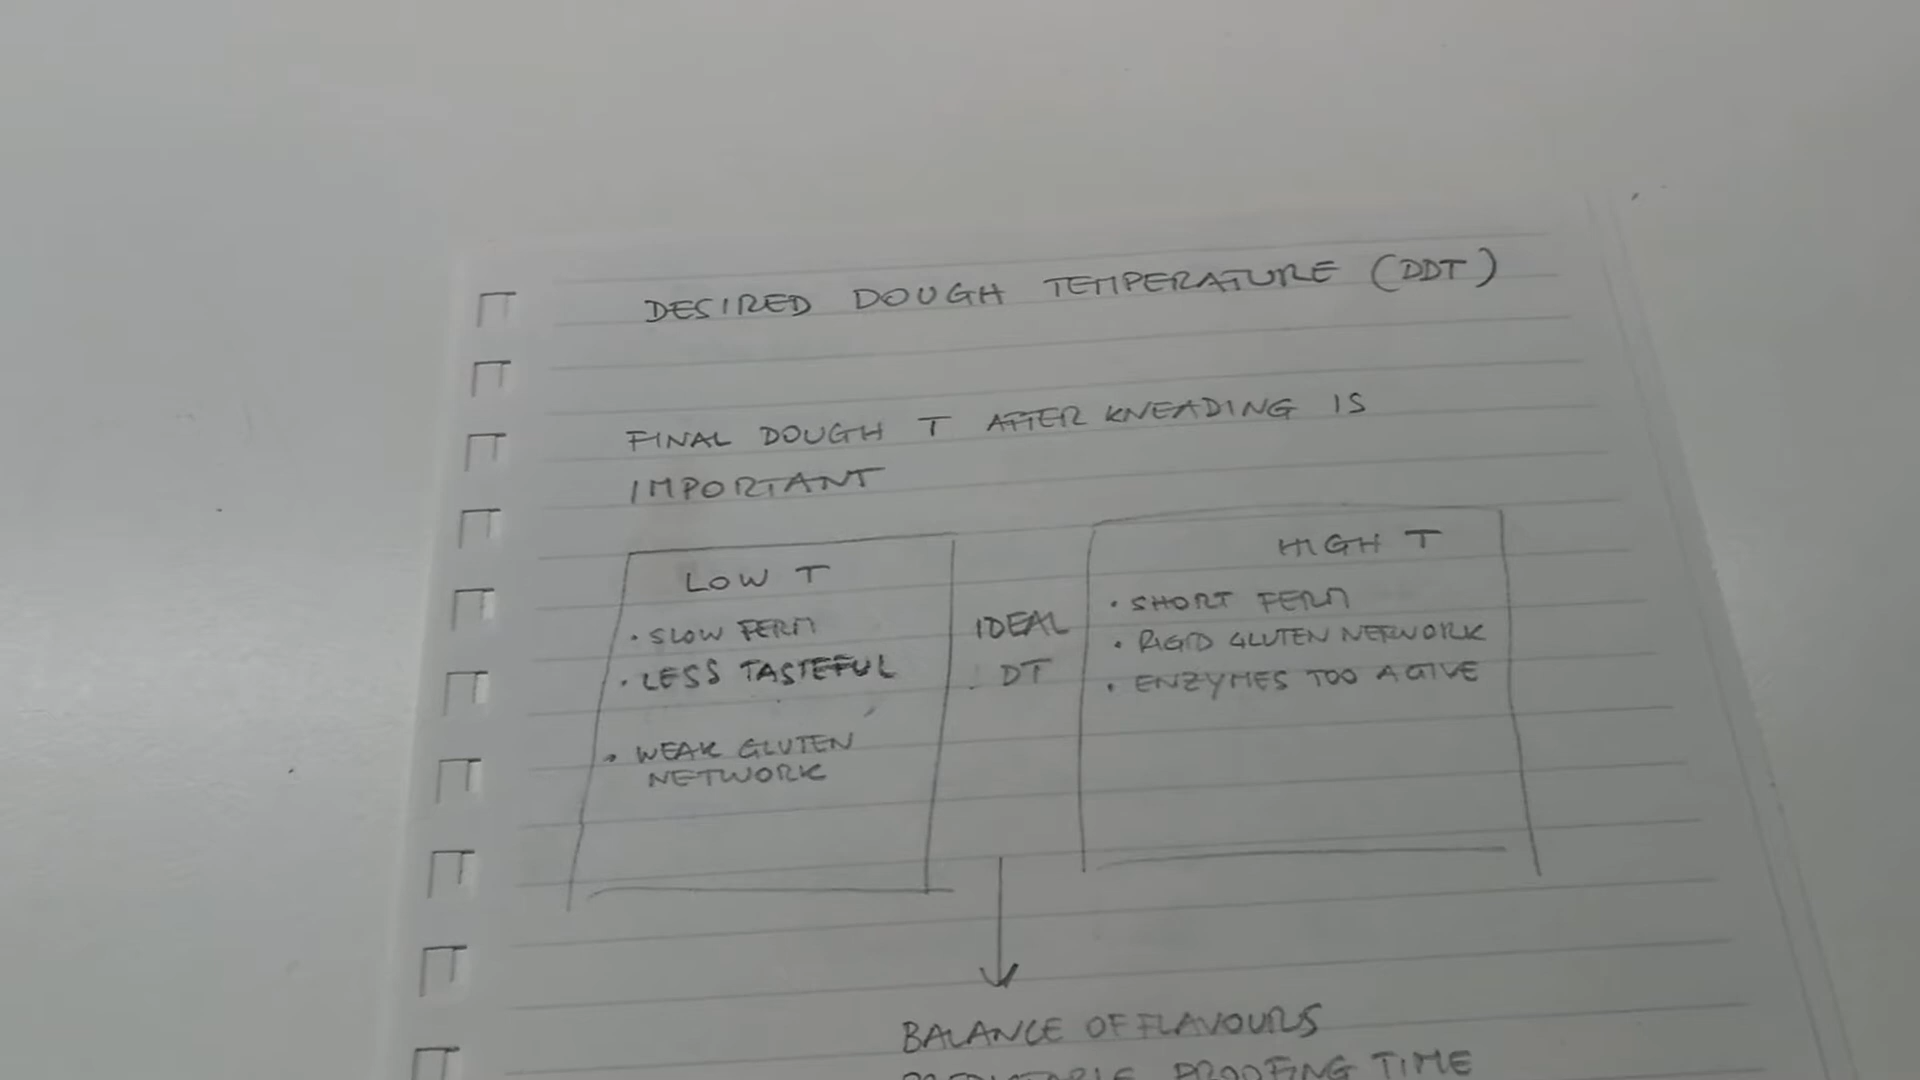 DESIRED DOUGH TEMPERATURE (DDT)
FINAL DOUGH T AFTER KNEADING IS
IMPORTANT
LOW T
• SLOW FERM
• LESS TASTEFUL
• WEAK GLUTEN
NETWORK
IDEAL
DT
HIGH T
• SHORT FERM
• RIGID GLUTEN NETWORK
• ENZYMES TOO ACTIVE
BALANCE OF FLAVOURS
PROOFING TIME